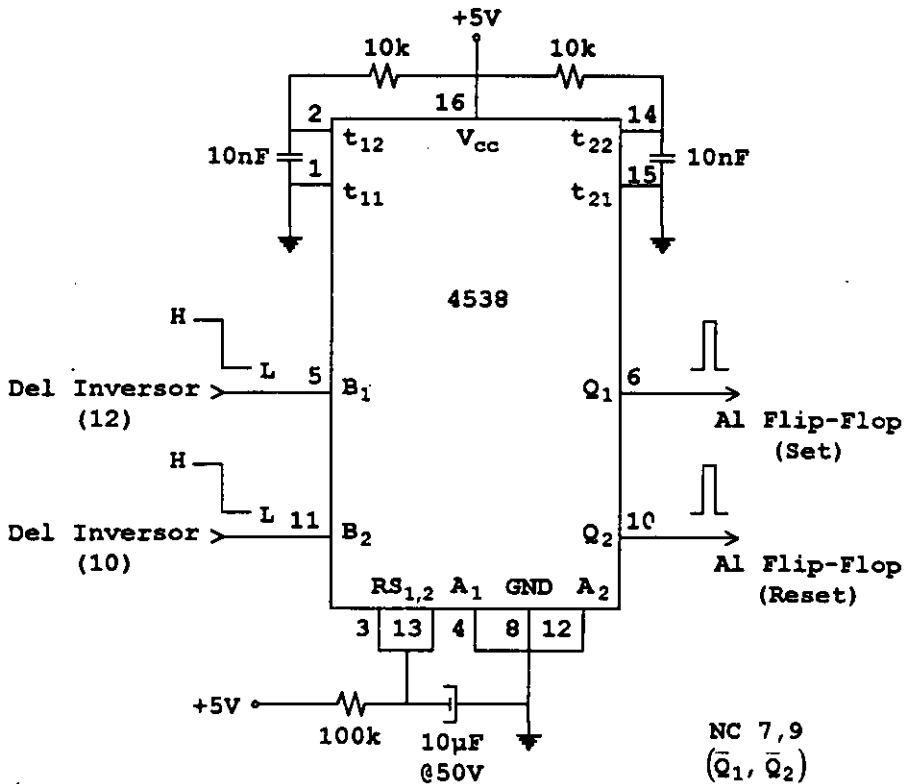 +5V
10k 10k
16
2 14
t12 Vcc t22
10nF 10nF
1 15
t11 t21
4538
H
L
5 6
Del Inversor B1 Q1
(12)
Al Flip-Flop
(Set)
H
L
11 10
Del Inversor B2 Q2
(10)
Al Flip-Flop
(Reset)
RS1,2 A1 GND A2
3 13 4 8 12
+5V
100k 10µF
@50V
NC 7,9
(Q̄1, Q̄2)